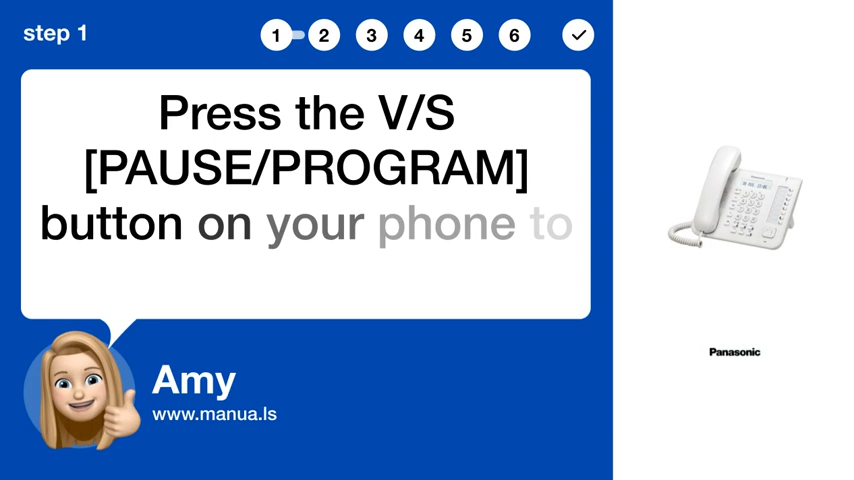 step 1
1 2 3 4 5 6
Press the V/S
[PAUSE/PROGRAM]
button on your phone to
Amy
www.manua.ls
Panasonic